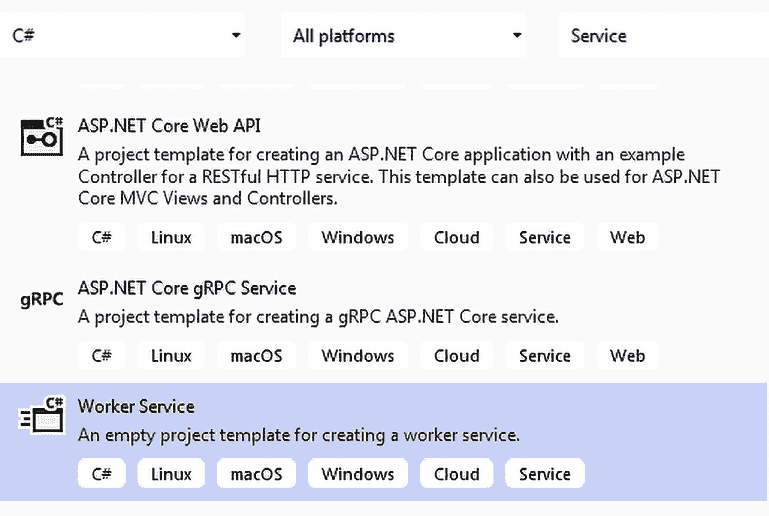 C# All platforms Service
C# ASP.NET Core Web API
A project template for creating an ASP.NET Core application with an example
Controller for a RESTful HTTP service. This template can also be used for ASP.NET
Core MVC Views and Controllers.
C# Linux macOS Windows Cloud Service Web
gRPC ASP.NET Core gRPC Service
A project template for creating a gRPC ASP.NET Core service.
C# Linux macOS Windows Cloud Service Web
C# Worker Service
An empty project template for creating a worker service.
C# Linux macOS Windows Cloud Service